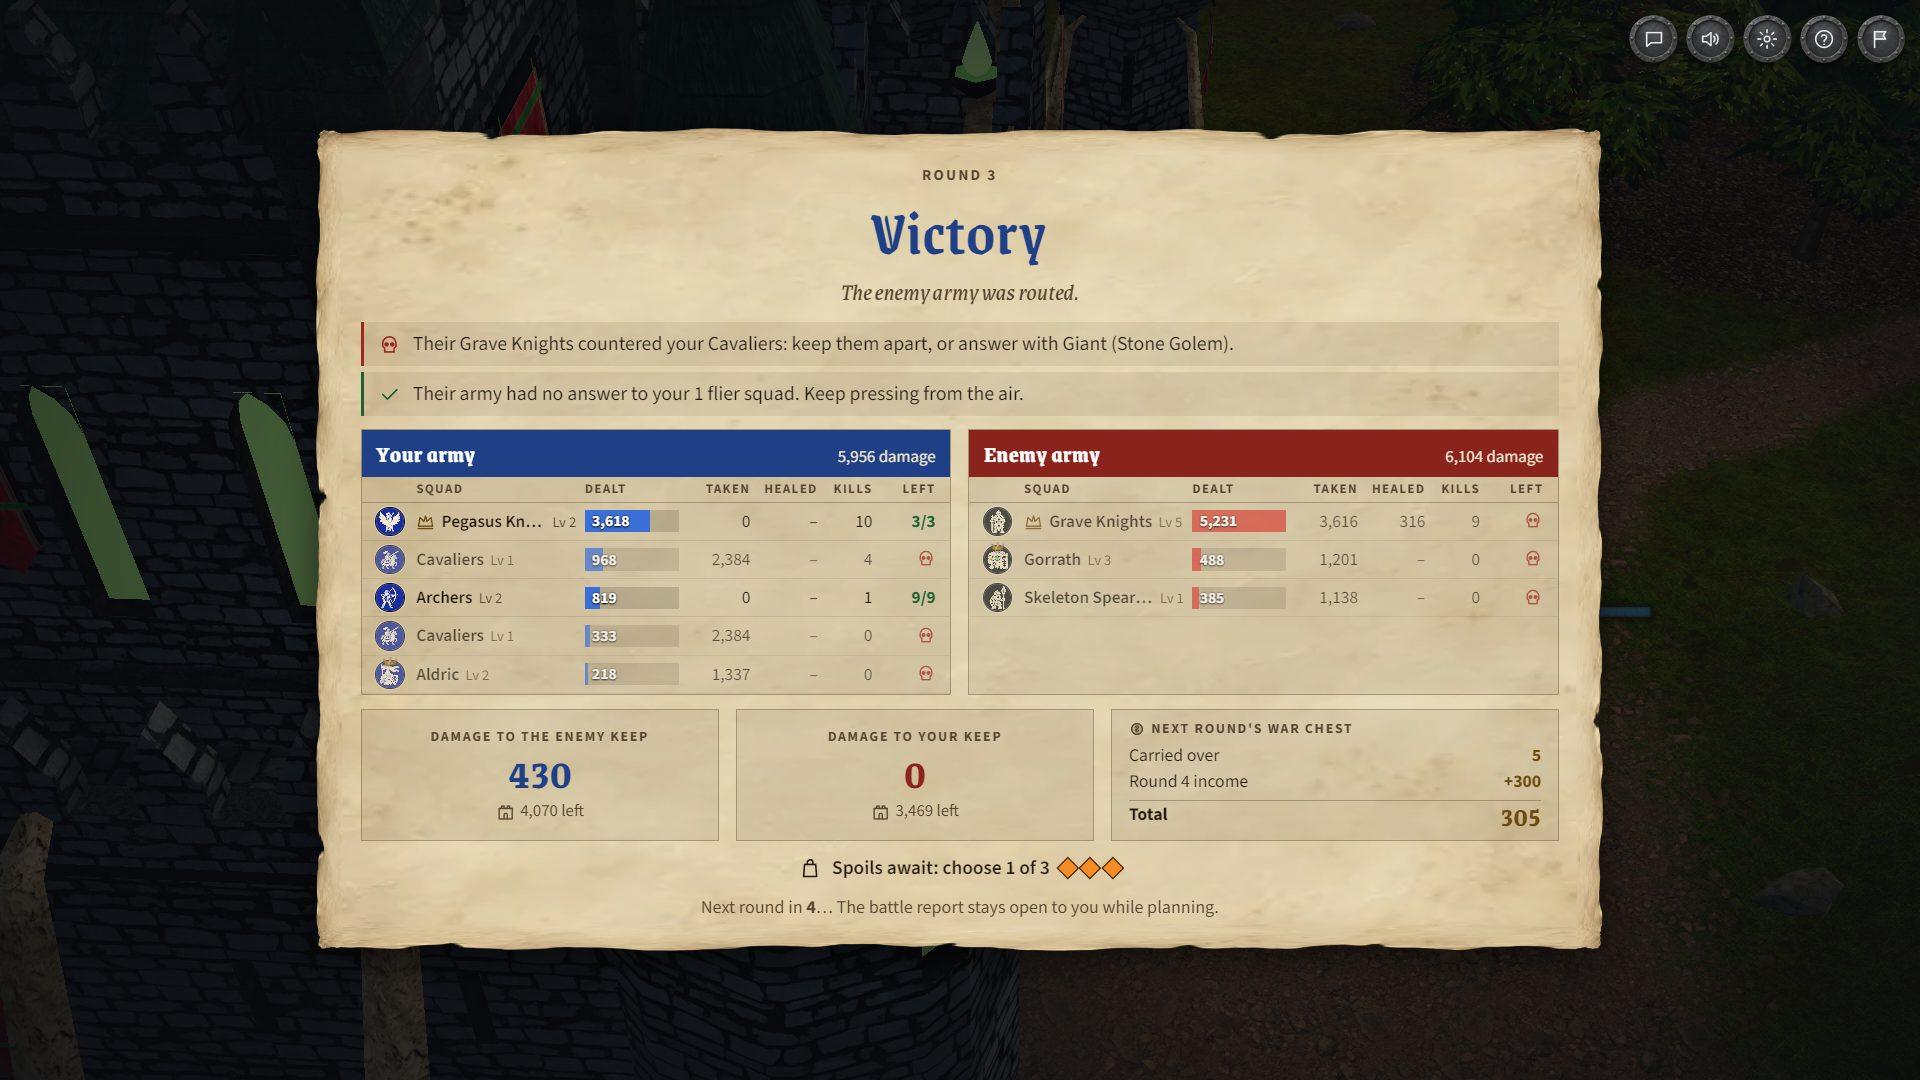 ROUND 3
Victory
The enemy army was routed.
Their Grave Knights countered your Cavaliers: keep them apart, or answer with Giant (Stone Golem).
Their army had no answer to your 1 flier squad. Keep pressing from the air.
Your army 5,956 damage
SQUAD DEALT TAKEN HEALED KILLS LEFT
Pegasus Kn... Lv 2 3,618 0 – 10 3/3
Cavaliers Lv 1 968 2,384 – 4
Archers Lv 2 819 0 – 1 9/9
Cavaliers Lv 1 333 2,384 – 0
Aldric Lv 2 218 1,337 – 0
Enemy army 6,104 damage
SQUAD DEALT TAKEN HEALED KILLS LEFT
Grave Knights Lv 5 5,231 3,616 316 9
Gorrath Lv 3 488 1,201 – 0
Skeleton Spear... Lv 1 385 1,138 – 0
DAMAGE TO THE ENEMY KEEP
430
4,070 left
DAMAGE TO YOUR KEEP
0
3,469 left
NEXT ROUND'S WAR CHEST
Carried over 5
Round 4 income +300
Total 305
Spoils await: choose 1 of 3
Next round in 4... The battle report stays open to you while planning.